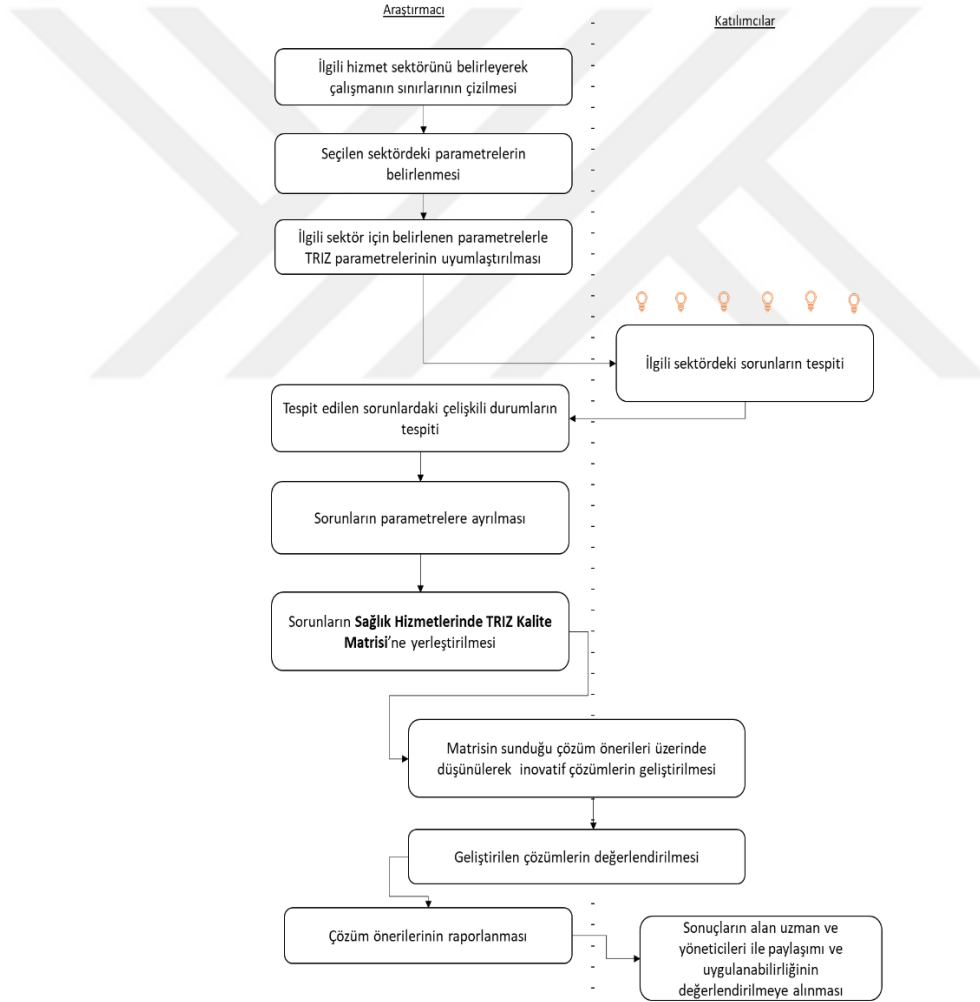 Araştırmacı
Katılımcılar
İlgili hizmet sektörünü belirleyerek
çalışmanın sınırlarının çizilmesi
Seçilen sektördeki parametrelerin
belirlenmesi
İlgili sektör için belirlenen parametrelerle
TRIZ parametrelerinin uyumlaştırılması
İlgili sektördeki sorunların tespiti
Tespit edilen sorunlardaki çelişkili durumların
tespiti
Sorunların parametrelere ayrılması
Sorunların Sağlık Hizmetlerinde TRIZ Kalite
Matrisi'ne yerleştirilmesi
Matrisin sunduğu çözüm önerileri üzerinde
düşünülerek inovatif çözümlerin geliştirilmesi
Geliştirilen çözümlerin değerlendirilmesi
Çözüm önerilerinin raporlanması
Sonuçların alan uzman ve
yöneticileri ile paylaşımı ve
uygulanabilirliğinin
değerlendirilmeye alınması